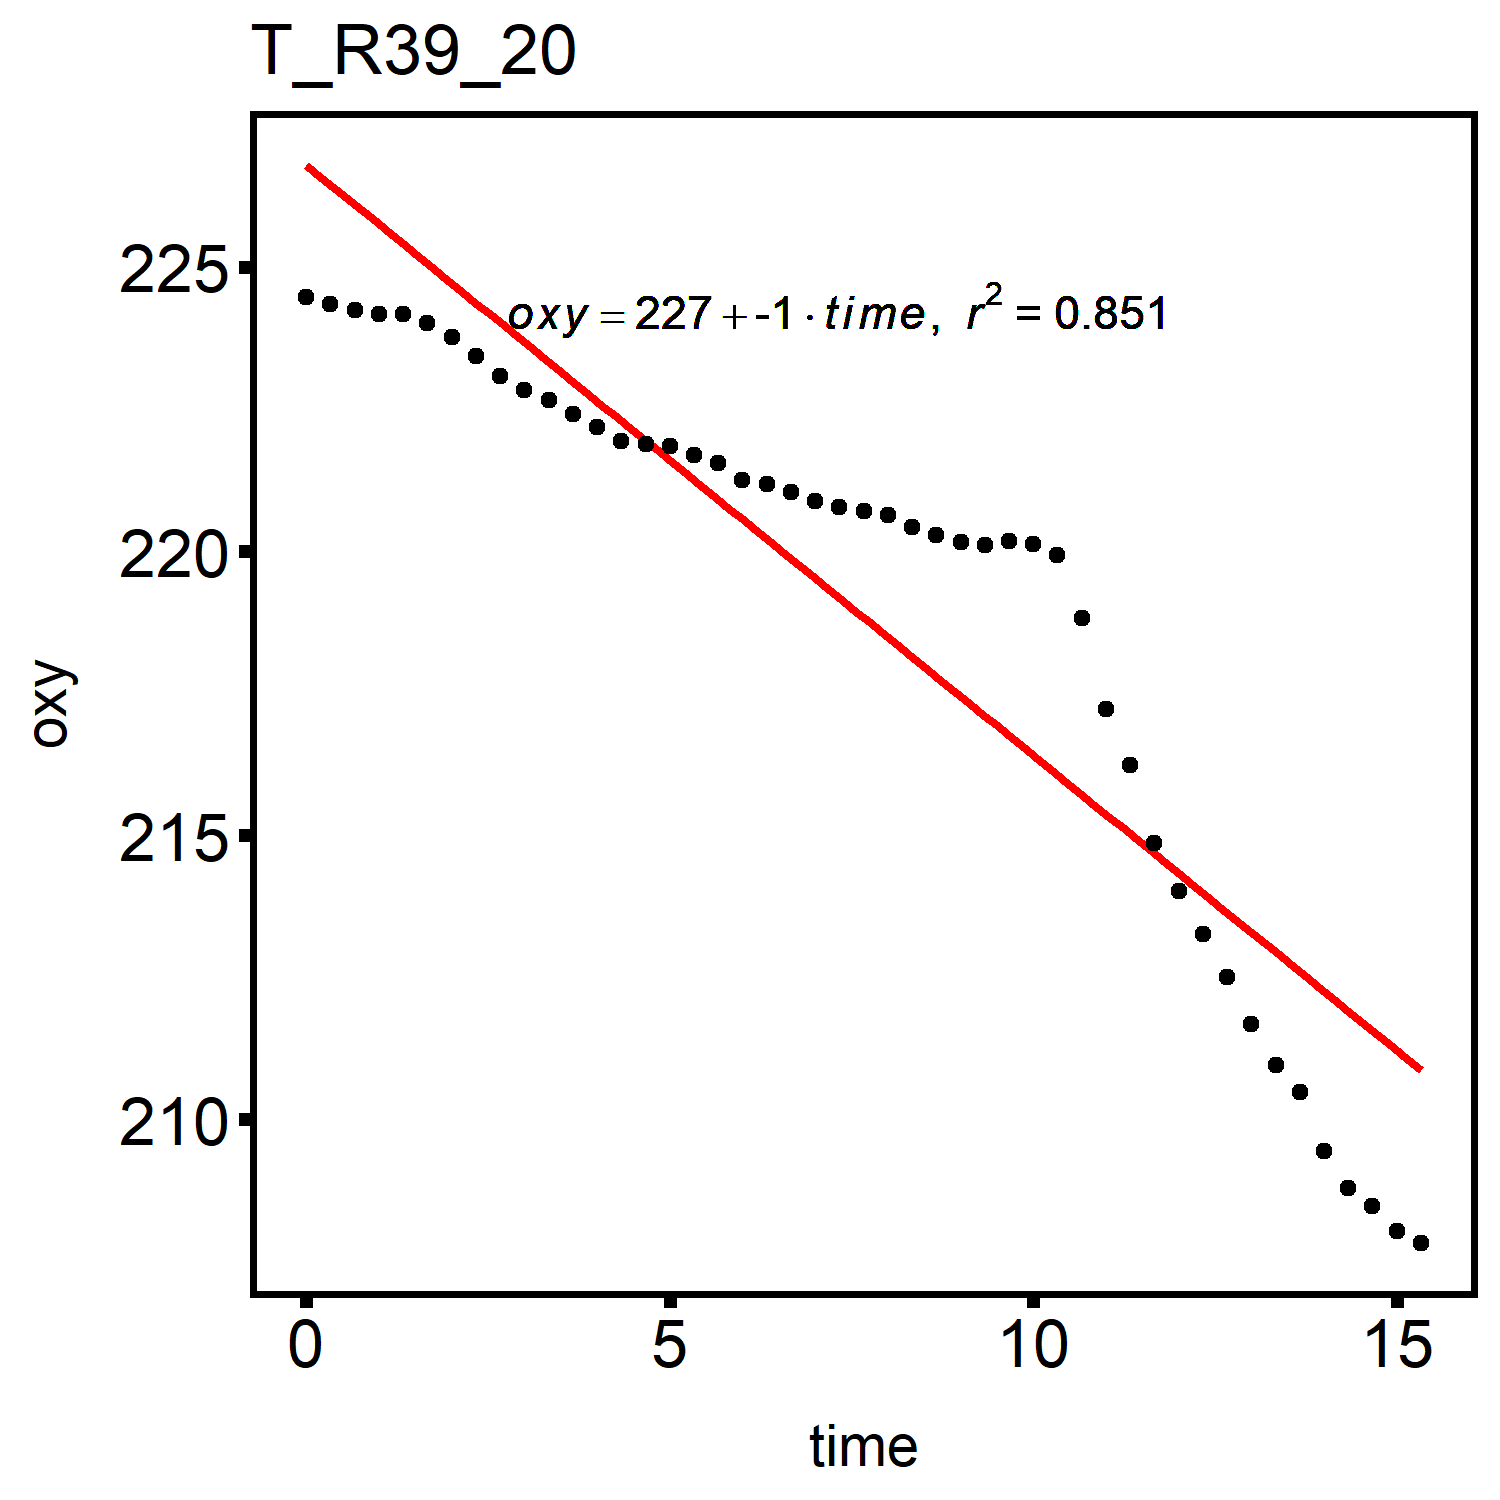 T_R39_20
225
220
215
210
oxy
oxy = 227 + -1 · time, r² = 0.851
0 5 10 15
time